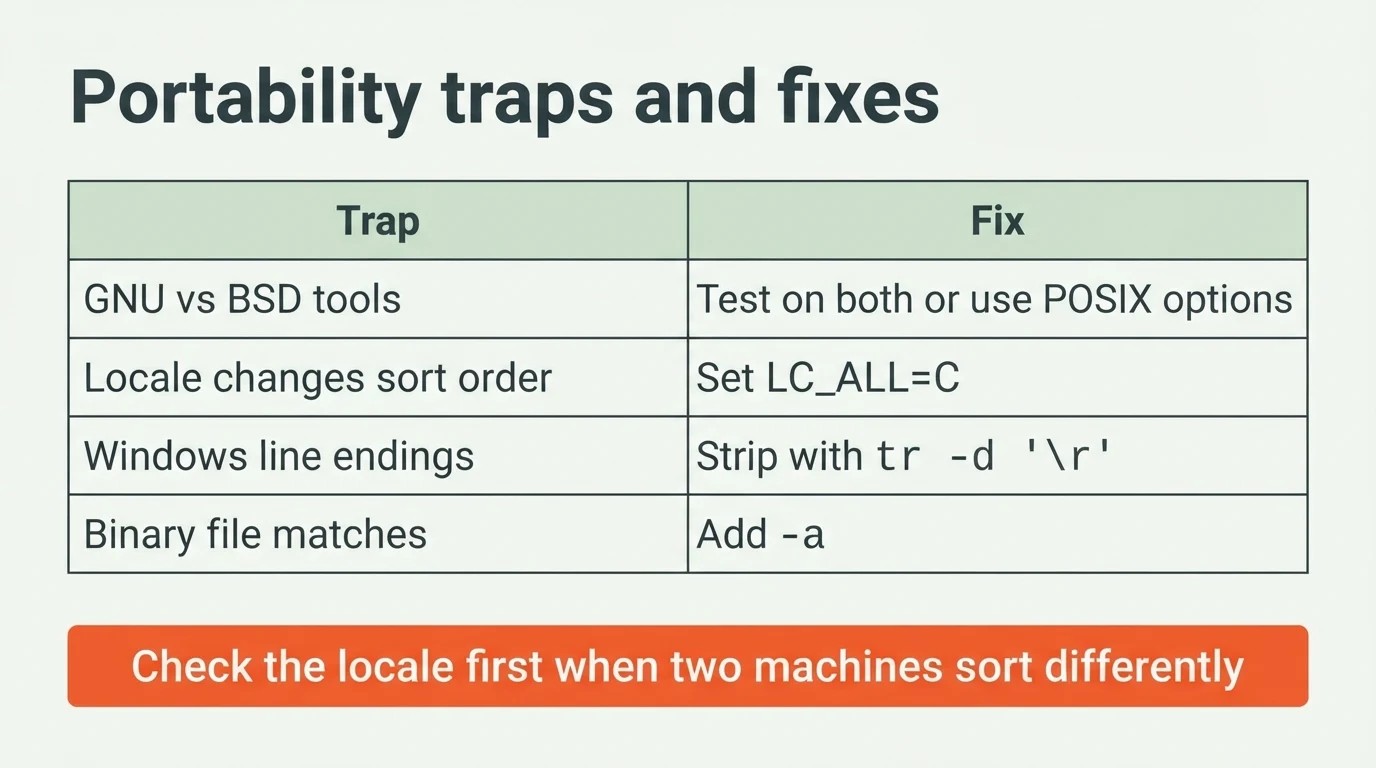 Portability traps and fixes
Trap
Fix
GNU vs BSD tools
Test on both or use POSIX options
Locale changes sort order
Set LC_ALL=C
Windows line endings
Strip with tr -d '\r'
Binary file matches
Add -a
Check the locale first when two machines sort differently